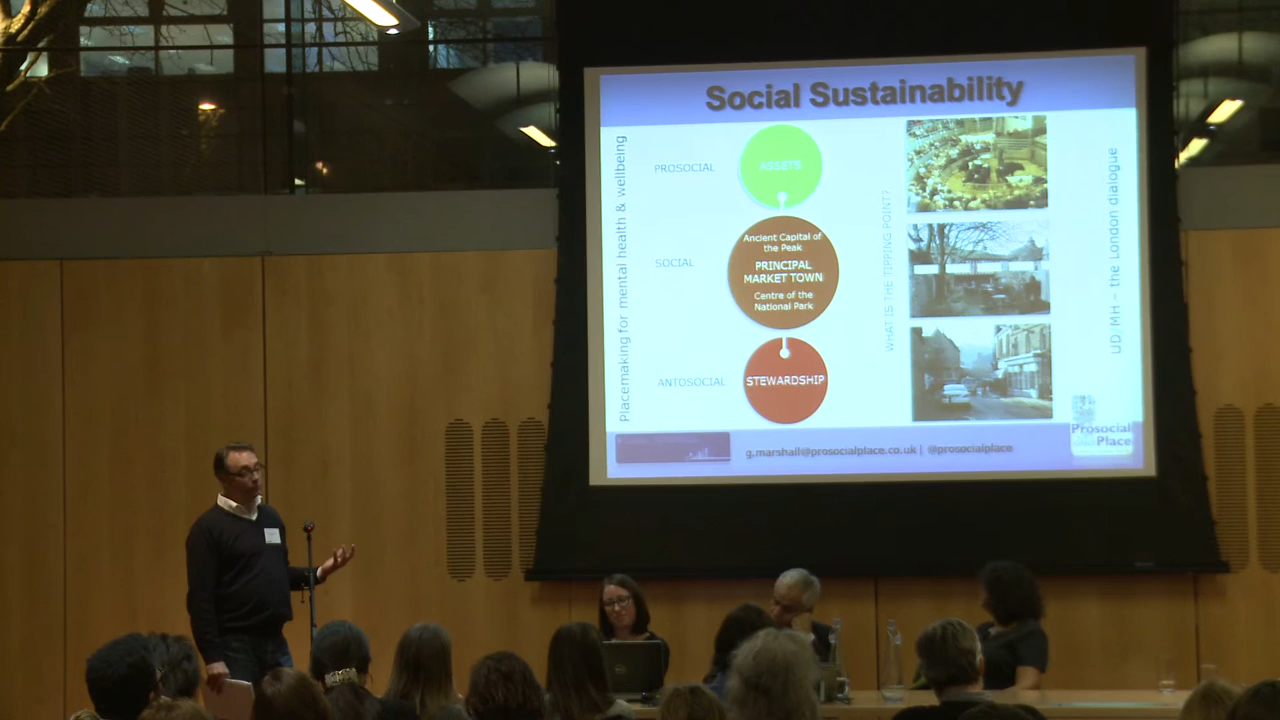 Social Sustainability
Placemaking for mental health & wellbeing
PROSOCIAL
ASSETS
SOCIAL
Ancient Capital of
the Peak
PRINCIPAL
MARKET TOWN
Centre of the
National Park
ANTOSOCIAL
STEWARDSHIP
WHAT IS THE TIPPING POINT?
UD/MH – the London dialogue
g.marshall@prosocialplace.co.uk | @prosocialplace
Prosocial
Place